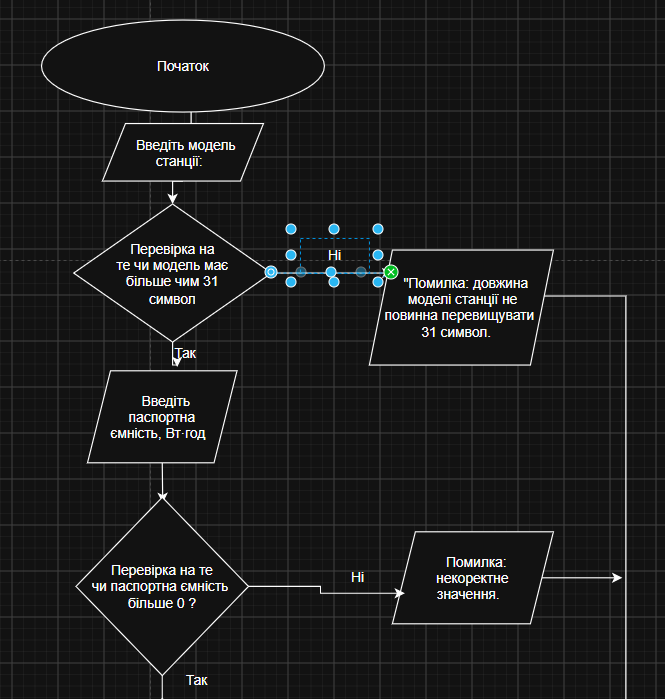 Початок
Введіть модель
станції:
Перевірка на
те чи модель має
більше чим 31
символ
Ні
"Помилка: довжина
моделі станції не
повинна перевищувати
31 символ.
Так
Введіть
паспортна
ємність, Вт·год
Перевірка на те
чи паспортна ємність
більше 0 ?
Ні
Помилка:
некоректне
значення.
Так